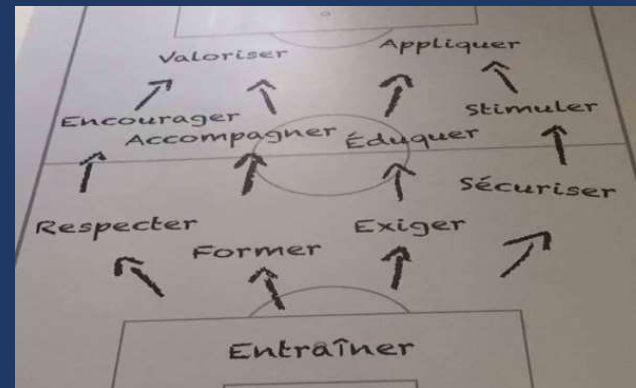 Valoriser Appliquer
Encourager Stimuler
Accompagner Éduquer
Respecter Sécuriser
Former Exiger
Entraîner